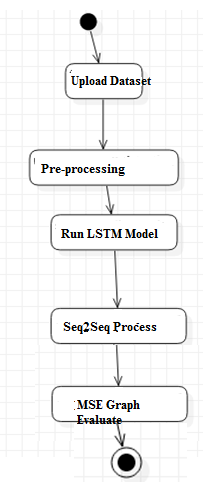 Upload Dataset
Pre-processing
Run LSTM Model
Seq2Seq Process
MSE Graph
Evaluate